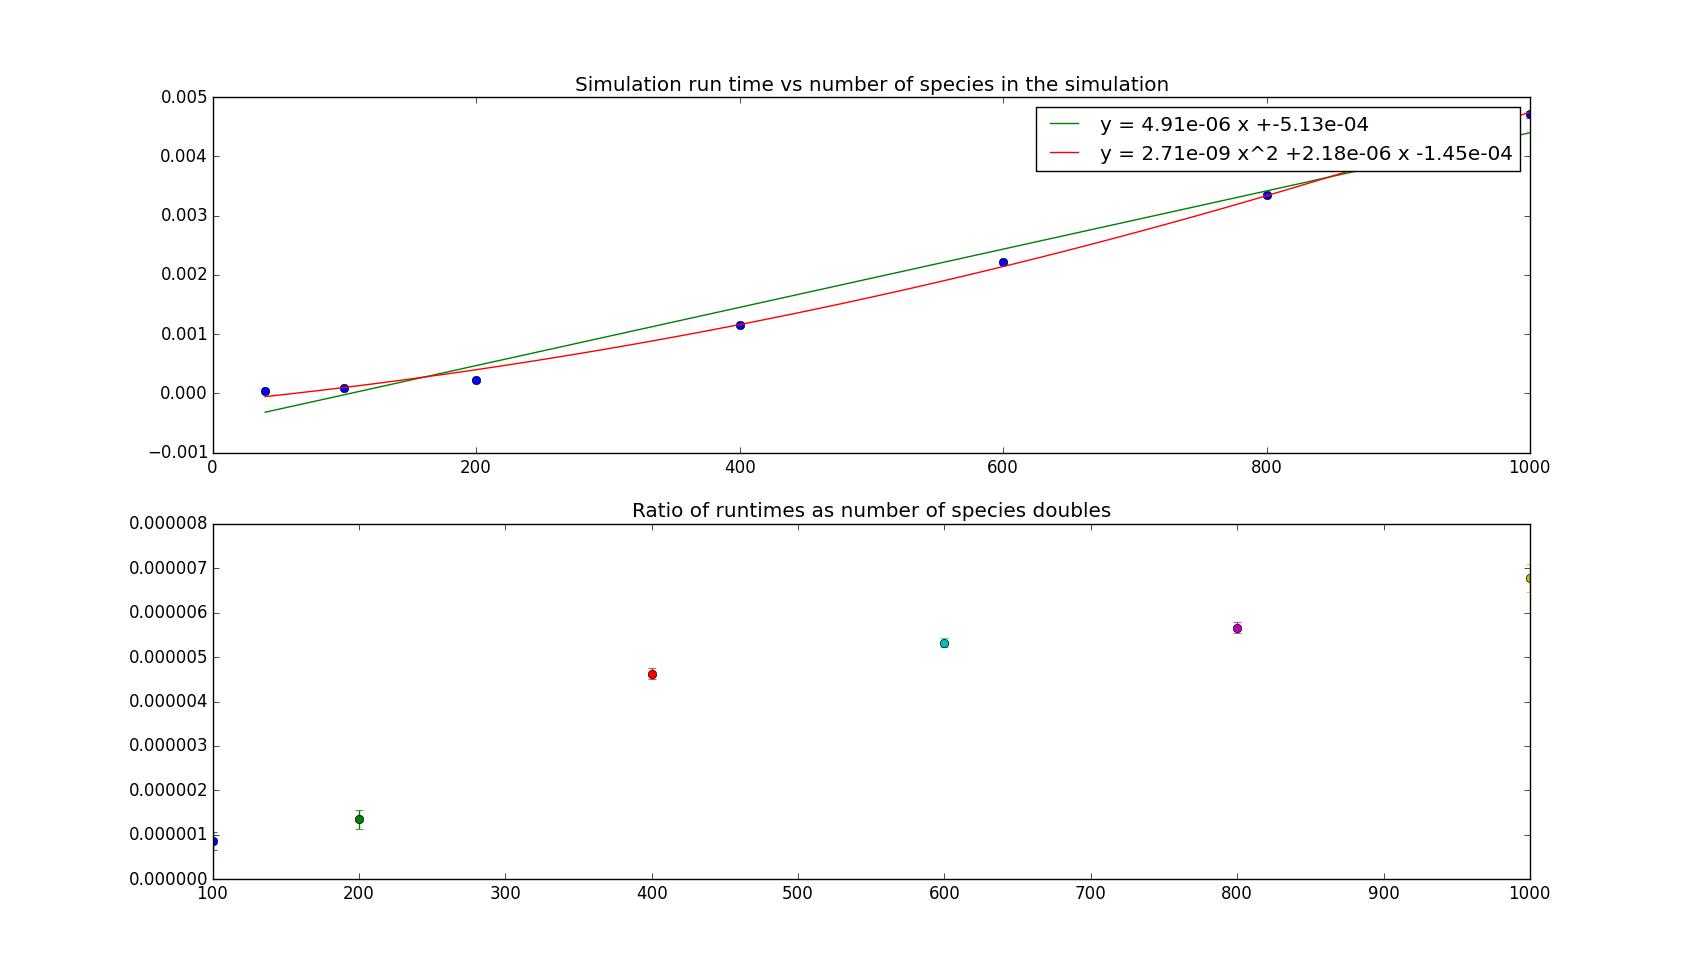 Simulation run time vs number of species in the simulation
0.005
0.004
0.003
0.002
0.001
0.000
−0.001
y = 4.91e-06 x +-5.13e-04
y = 2.71e-09 x^2 +2.18e-06 x -1.45e-04
0 200 400 600 800 1000
Ratio of runtimes as number of species doubles
0.000008
0.000007
0.000006
0.000005
0.000004
0.000003
0.000002
0.000001
0.000000
100 200 300 400 500 600 700 800 900 1000